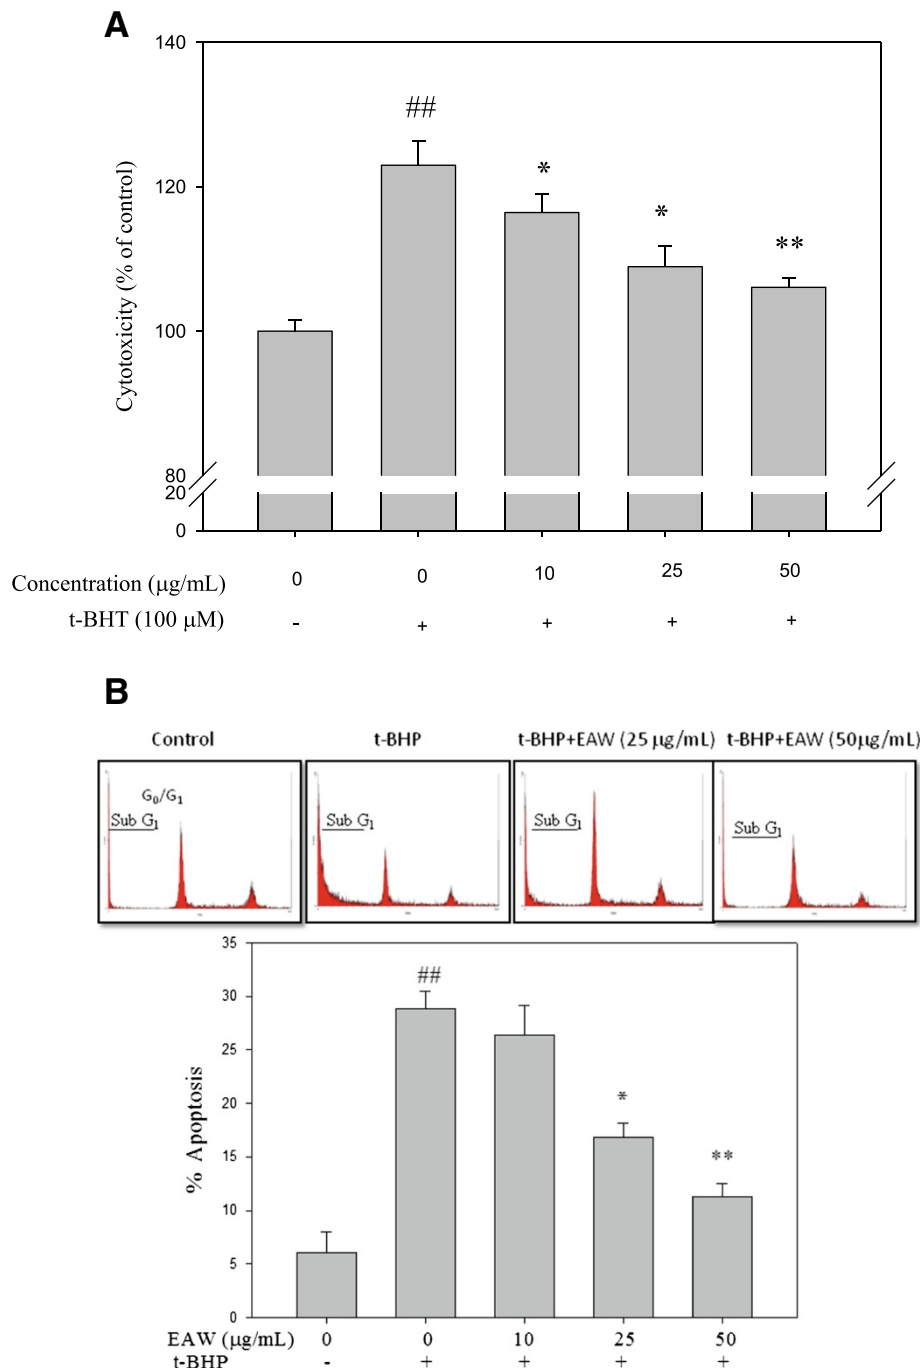 A
140
##
*
120
*
**
100
80
20
0
Cytotoxicity (% of control)
Concentration (µg/mL) 0 0 10 25 50
t-BHT (100 µM) - + + + +
B
Control t-BHP t-BHP+EAW (25 µg/mL) t-BHP+EAW (50µg/mL)
G0/G1
Sub G1 Sub G1 Sub G1 Sub G1
35
##
30
25
20
*
15
**
10
5
0
% Apoptosis
EAW (µg/mL) 0 0 10 25 50
t-BHP - + + + +